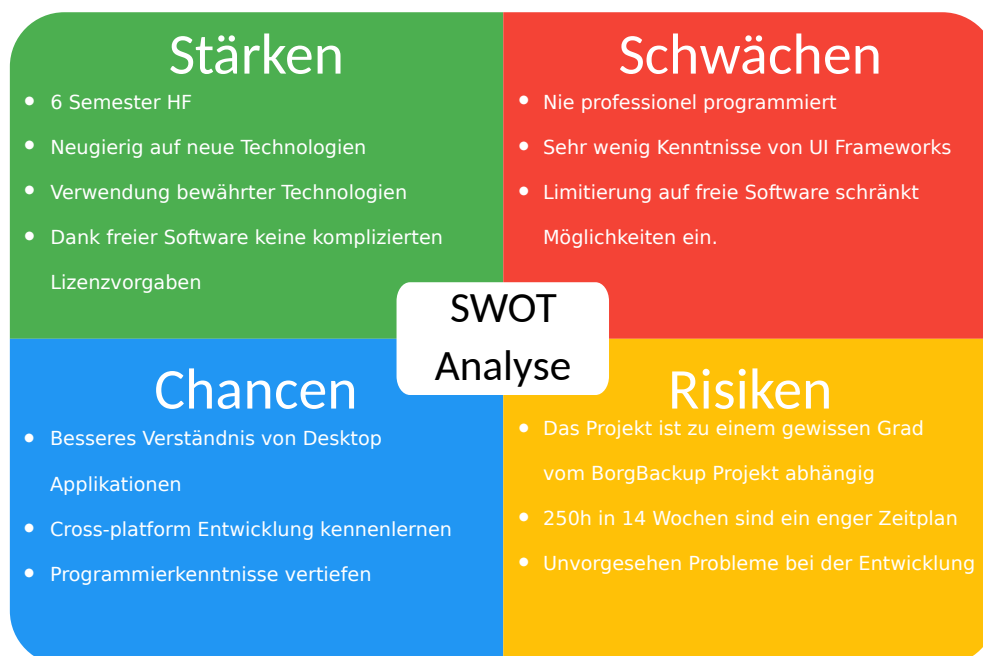 Stärken
6 Semester HF
Neugierig auf neue Technologien
Verwendung bewährter Technologien
Dank freier Software keine komplizierten
Lizenzvorgaben
Schwächen
Nie professionel programmiert
Sehr wenig Kenntnisse von UI Frameworks
Limitierung auf freie Software schränkt
Möglichkeiten ein.
SWOT
Analyse
Chancen
Besseres Verständnis von Desktop
Applikationen
Cross-platform Entwicklung kennenlernen
Programmierkenntnisse vertiefen
Risiken
Das Projekt ist zu einem gewissen Grad
vom BorgBackup Projekt abhängig
250h in 14 Wochen sind ein enger Zeitplan
Unvorgesehen Probleme bei der Entwicklung